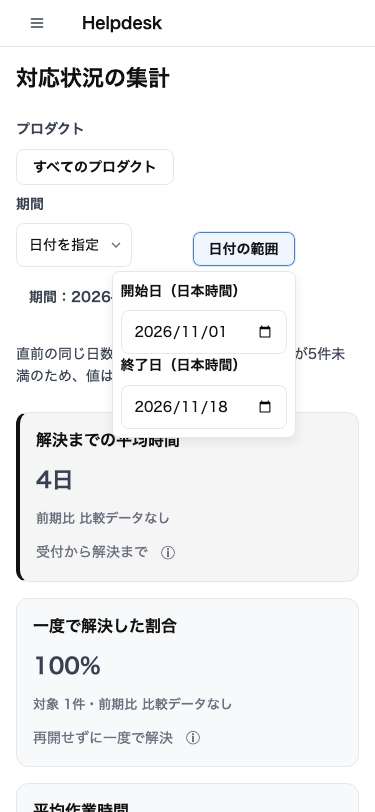 Helpdesk
対応状況の集計
プロダクト
すべてのプロダクト
期間
日付を指定
日付の範囲
期間：2026
開始日（日本時間）
2026/11/01
終了日（日本時間）
2026/11/18
直前の同じ日数
が5件未
満のため、値は
解決までの平均時間
4日
前期比 比較データなし
受付から解決まで
一度で解決した割合
100%
対象 1件・前期比 比較データなし
再開せずに一度で解決
平均作業時間